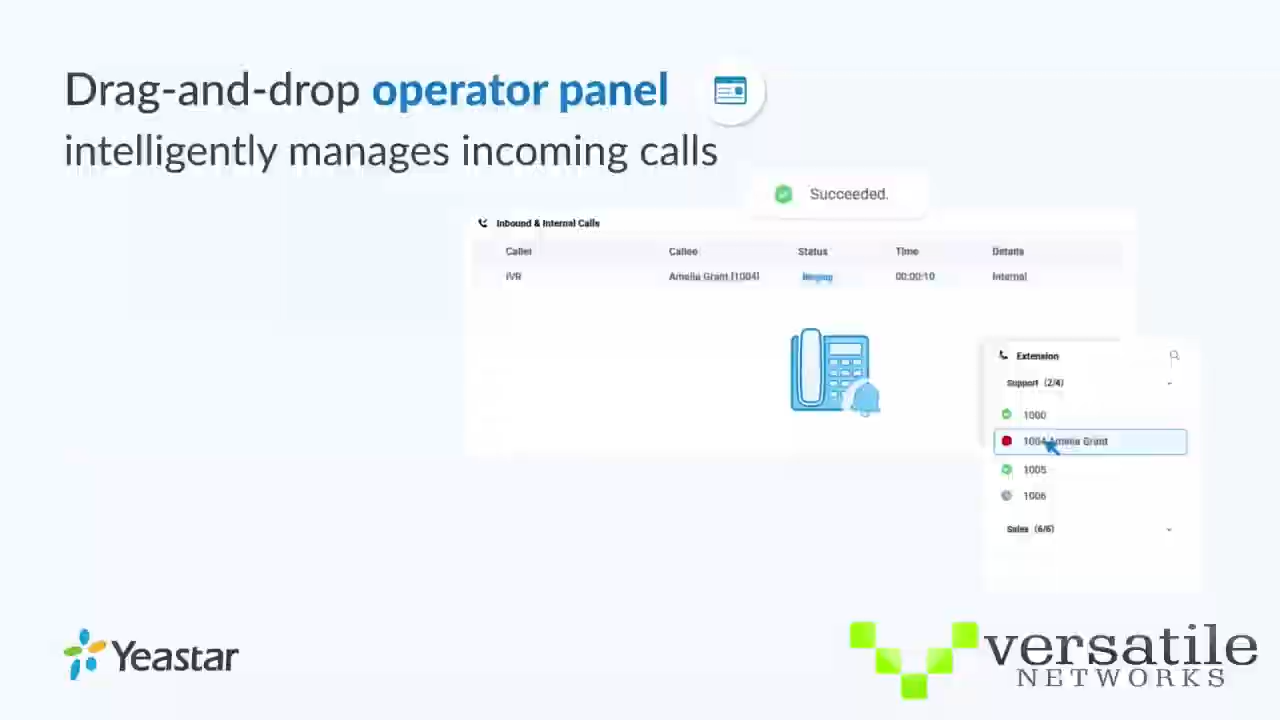 Drag-and-drop operator panel
intelligently manages incoming calls
Succeeded.
Inbound & Internal Calls
Caller Callee Status Time Details
IVR Amelia Grant [1004] Ringing 00:00:10 Internal
Extension
Support (2/4)
1000
1004 Amelia Grant
1005
1006
Sales (6/6)
Yeastar
versatile
NETWORKS